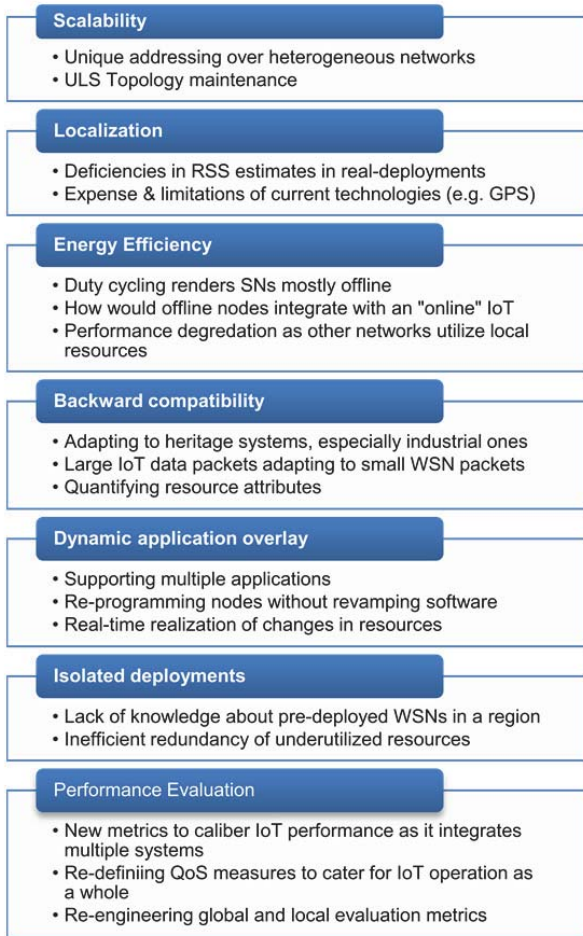 Scalability
• Unique addressing over heterogeneous networks
• ULS Topology maintenance
Localization
• Deficiencies in RSS estimates in real-deployments
• Expense & limitations of current technologies (e.g. GPS)
Energy Efficiency
• Duty cycling renders SNs mostly offline
• How would offline nodes integrate with an "online" IoT
• Performance degredation as other networks utilize local
resources
Backward compatibility
• Adapting to heritage systems, especially industrial ones
• Large IoT data packets adapting to small WSN packets
• Quantifying resource attributes
Dynamic application overlay
• Supporting multiple applications
• Re-programming nodes without revamping software
• Real-time realization of changes in resources
Isolated deployments
• Lack of knowledge about pre-deployed WSNs in a region
• Inefficient redundancy of underutilized resources
Performance Evaluation
• New metrics to caliber IoT performance as it integrates
multiple systems
• Re-definiing QoS measures to cater for IoT operation as
a whole
• Re-engineering global and local evaluation metrics